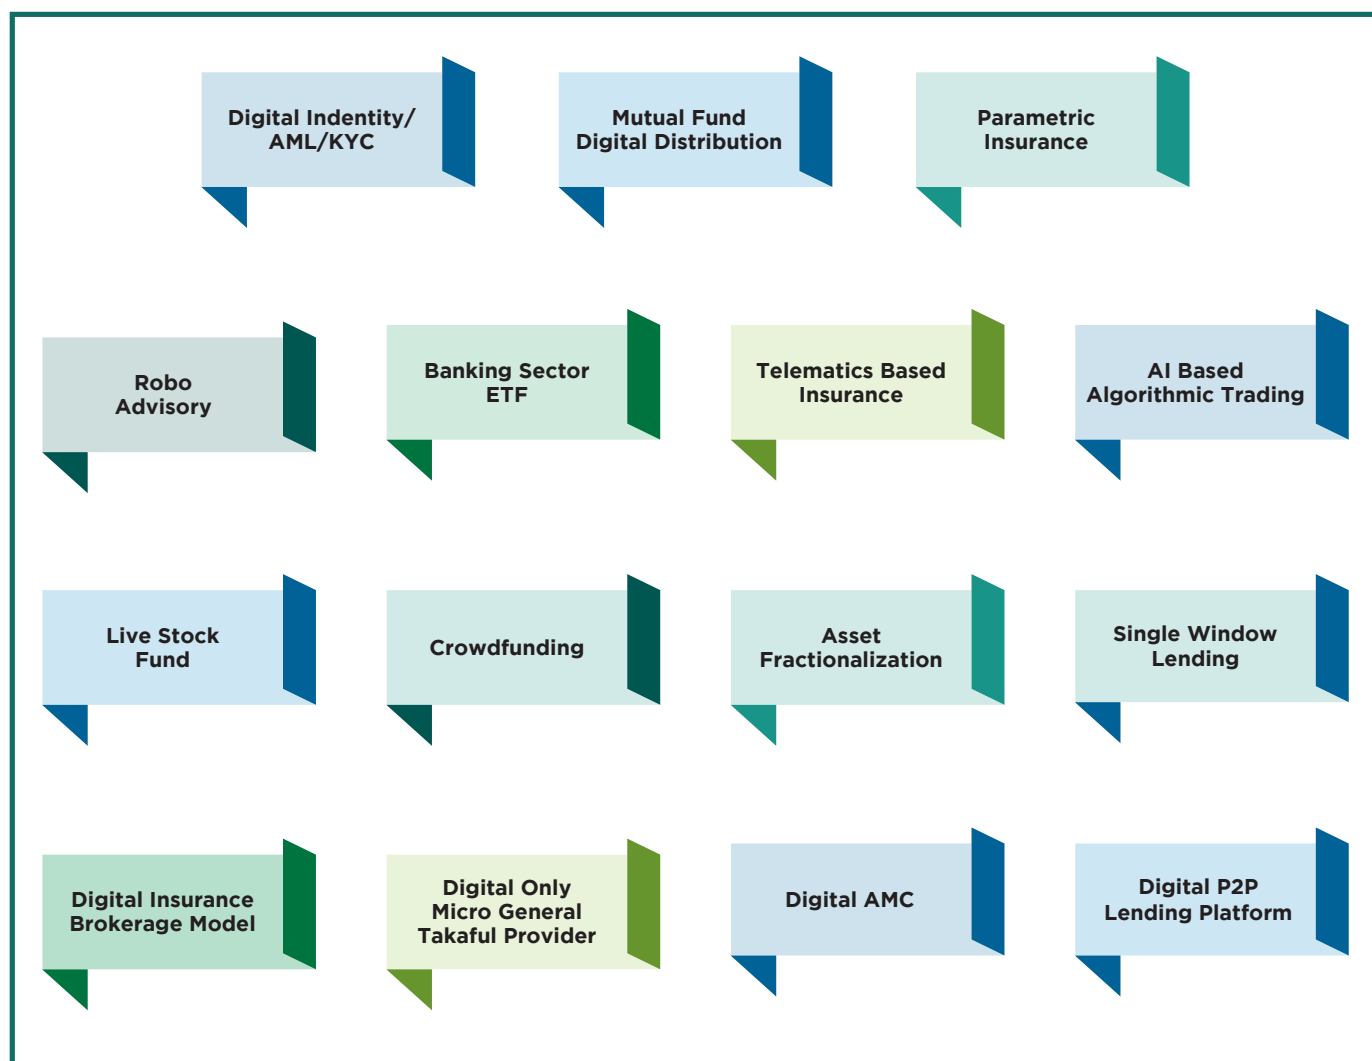 Digital Indentity/
AML/KYC
Mutual Fund
Digital Distribution
Parametric
Insurance
Robo
Advisory
Banking Sector
ETF
Telematics Based
Insurance
AI Based
Algorithmic Trading
Live Stock
Fund
Crowdfunding
Asset
Fractionalization
Single Window
Lending
Digital Insurance
Brokerage Model
Digital Only
Micro General
Takaful Provider
Digital AMC
Digital P2P
Lending Platform